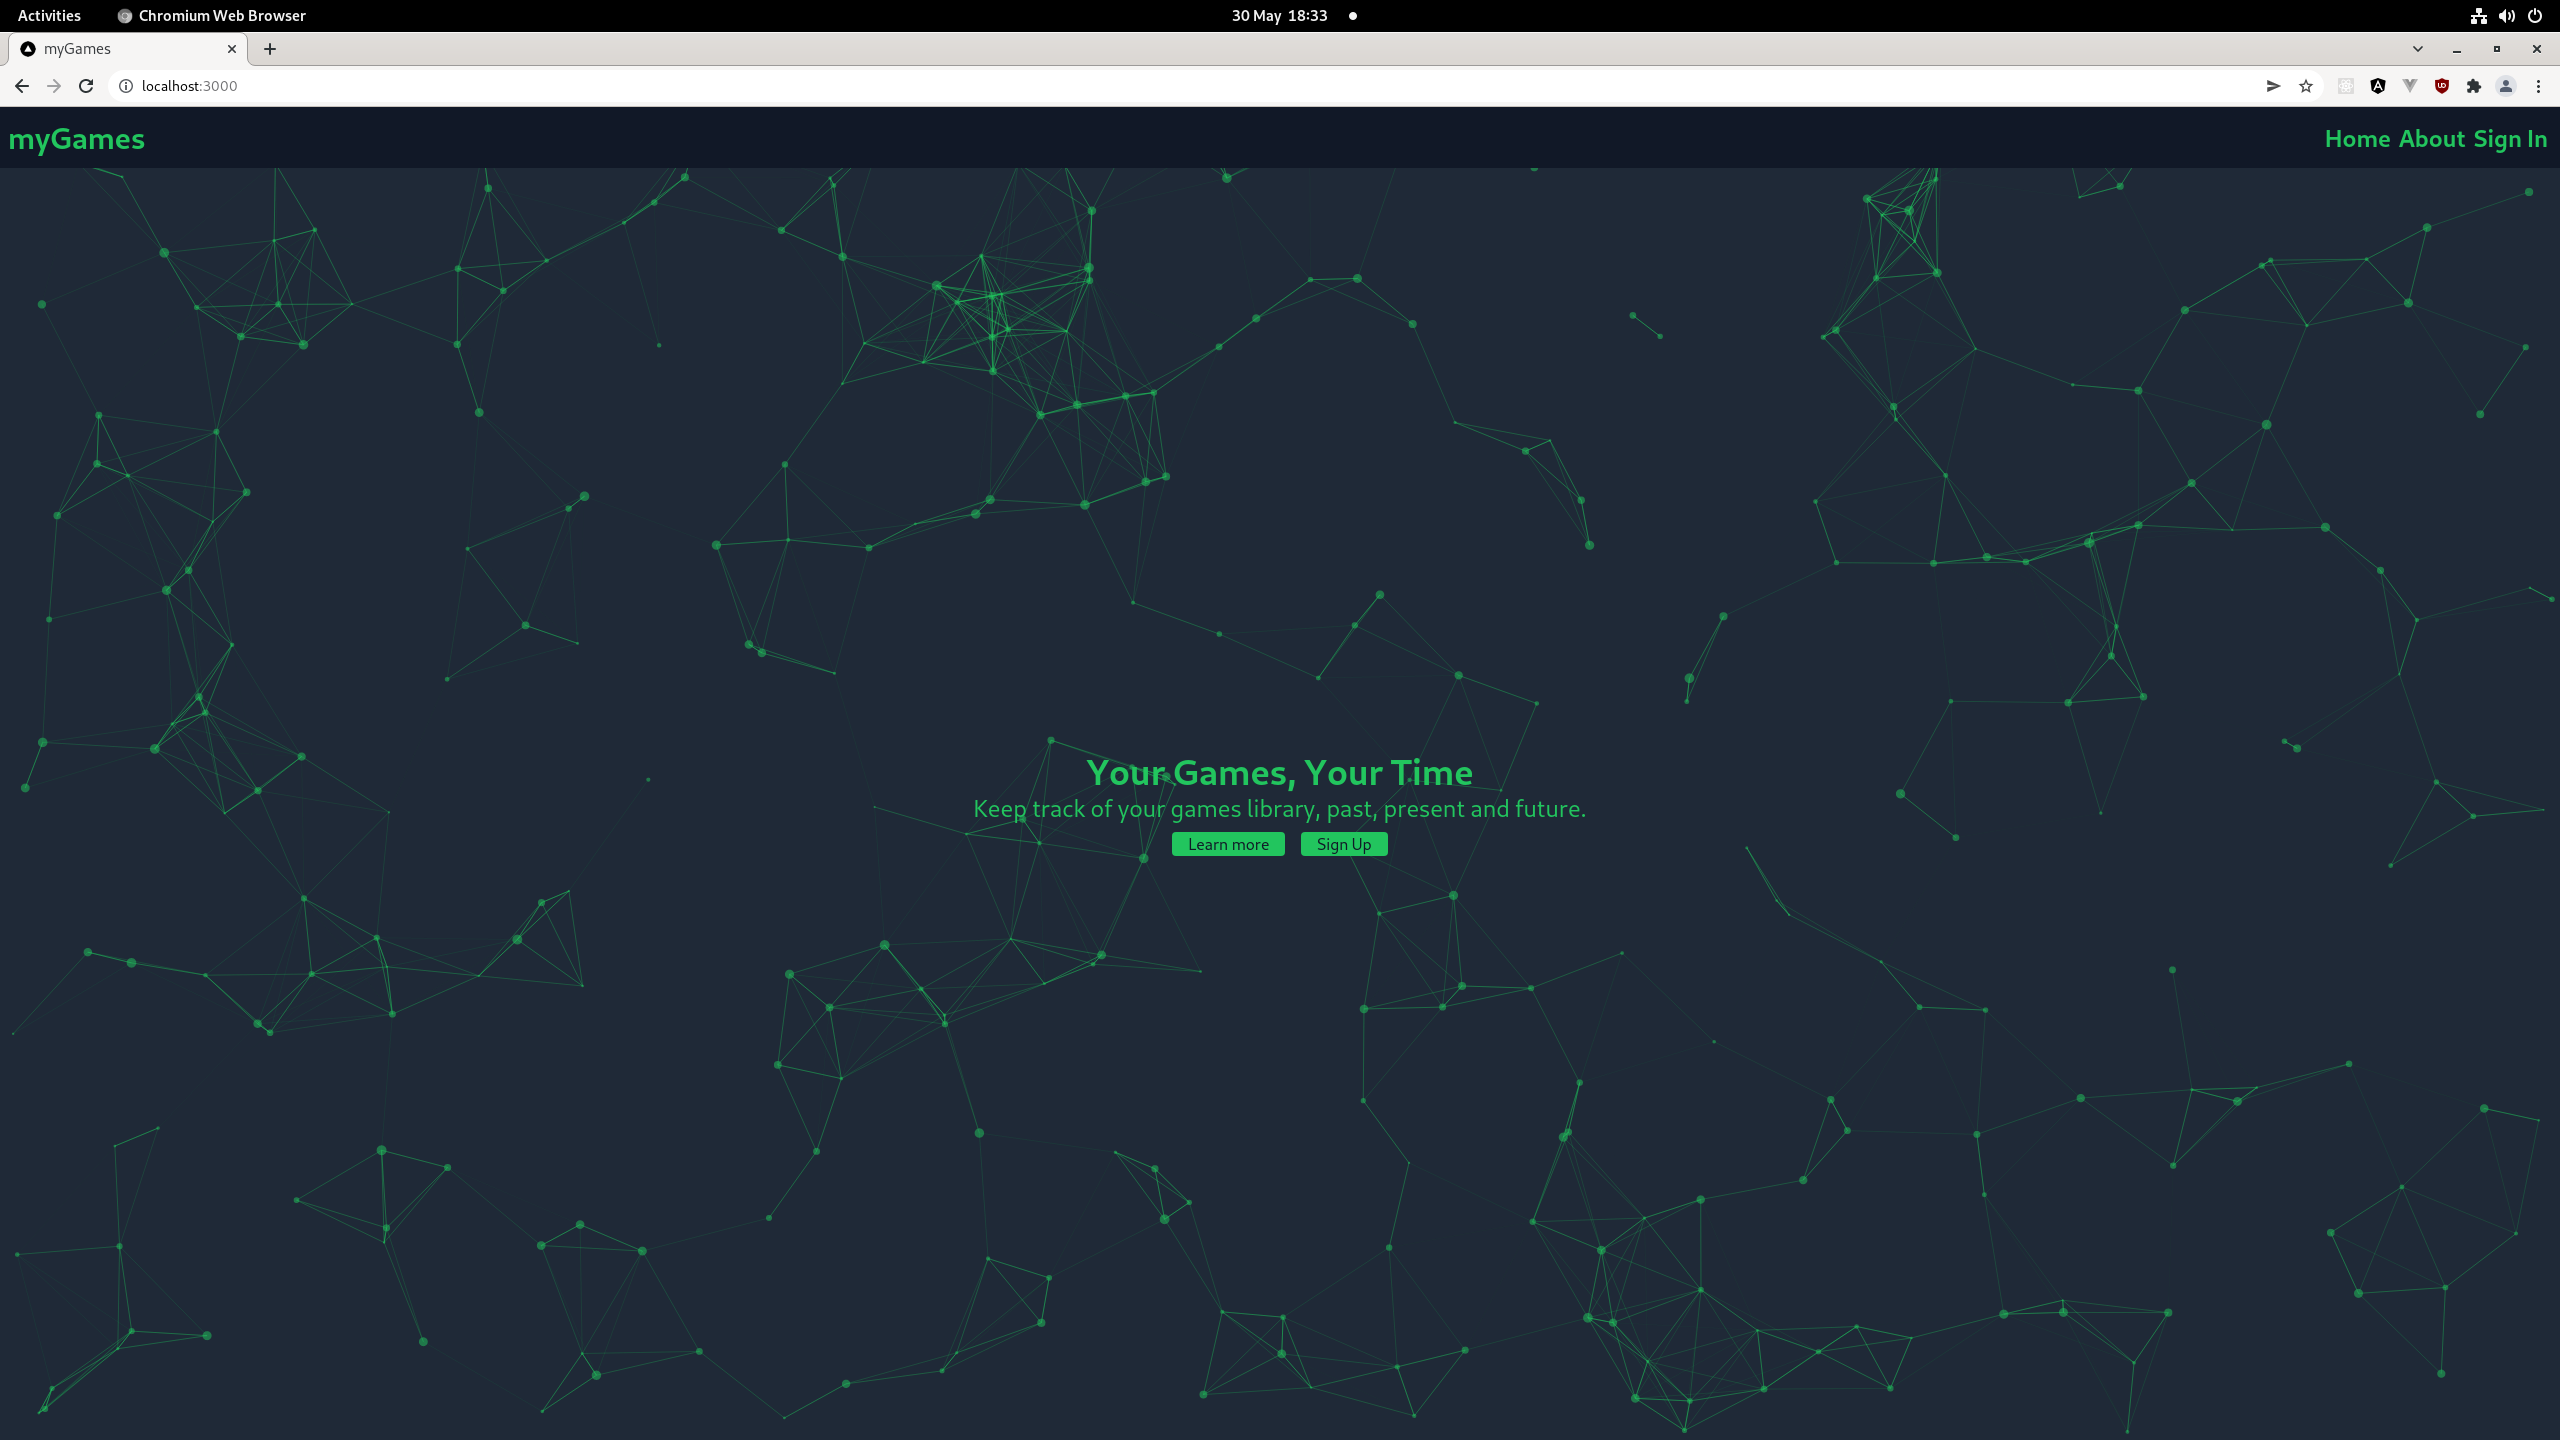 Activities Chromium Web Browser 30 May 18:33
myGames
localhost:3000
myGames Home About Sign In
Your Games, Your Time
Keep track of your games library, past, present and future.
Learn more Sign Up